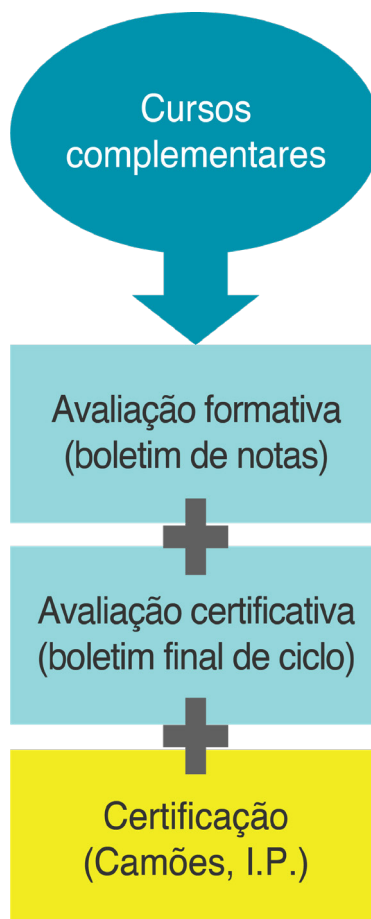 Cursos
complementares
Avaliação formativa
(boletim de notas)
Avaliação certificativa
(boletim final de ciclo)
Certificação
(Camões, I.P.)